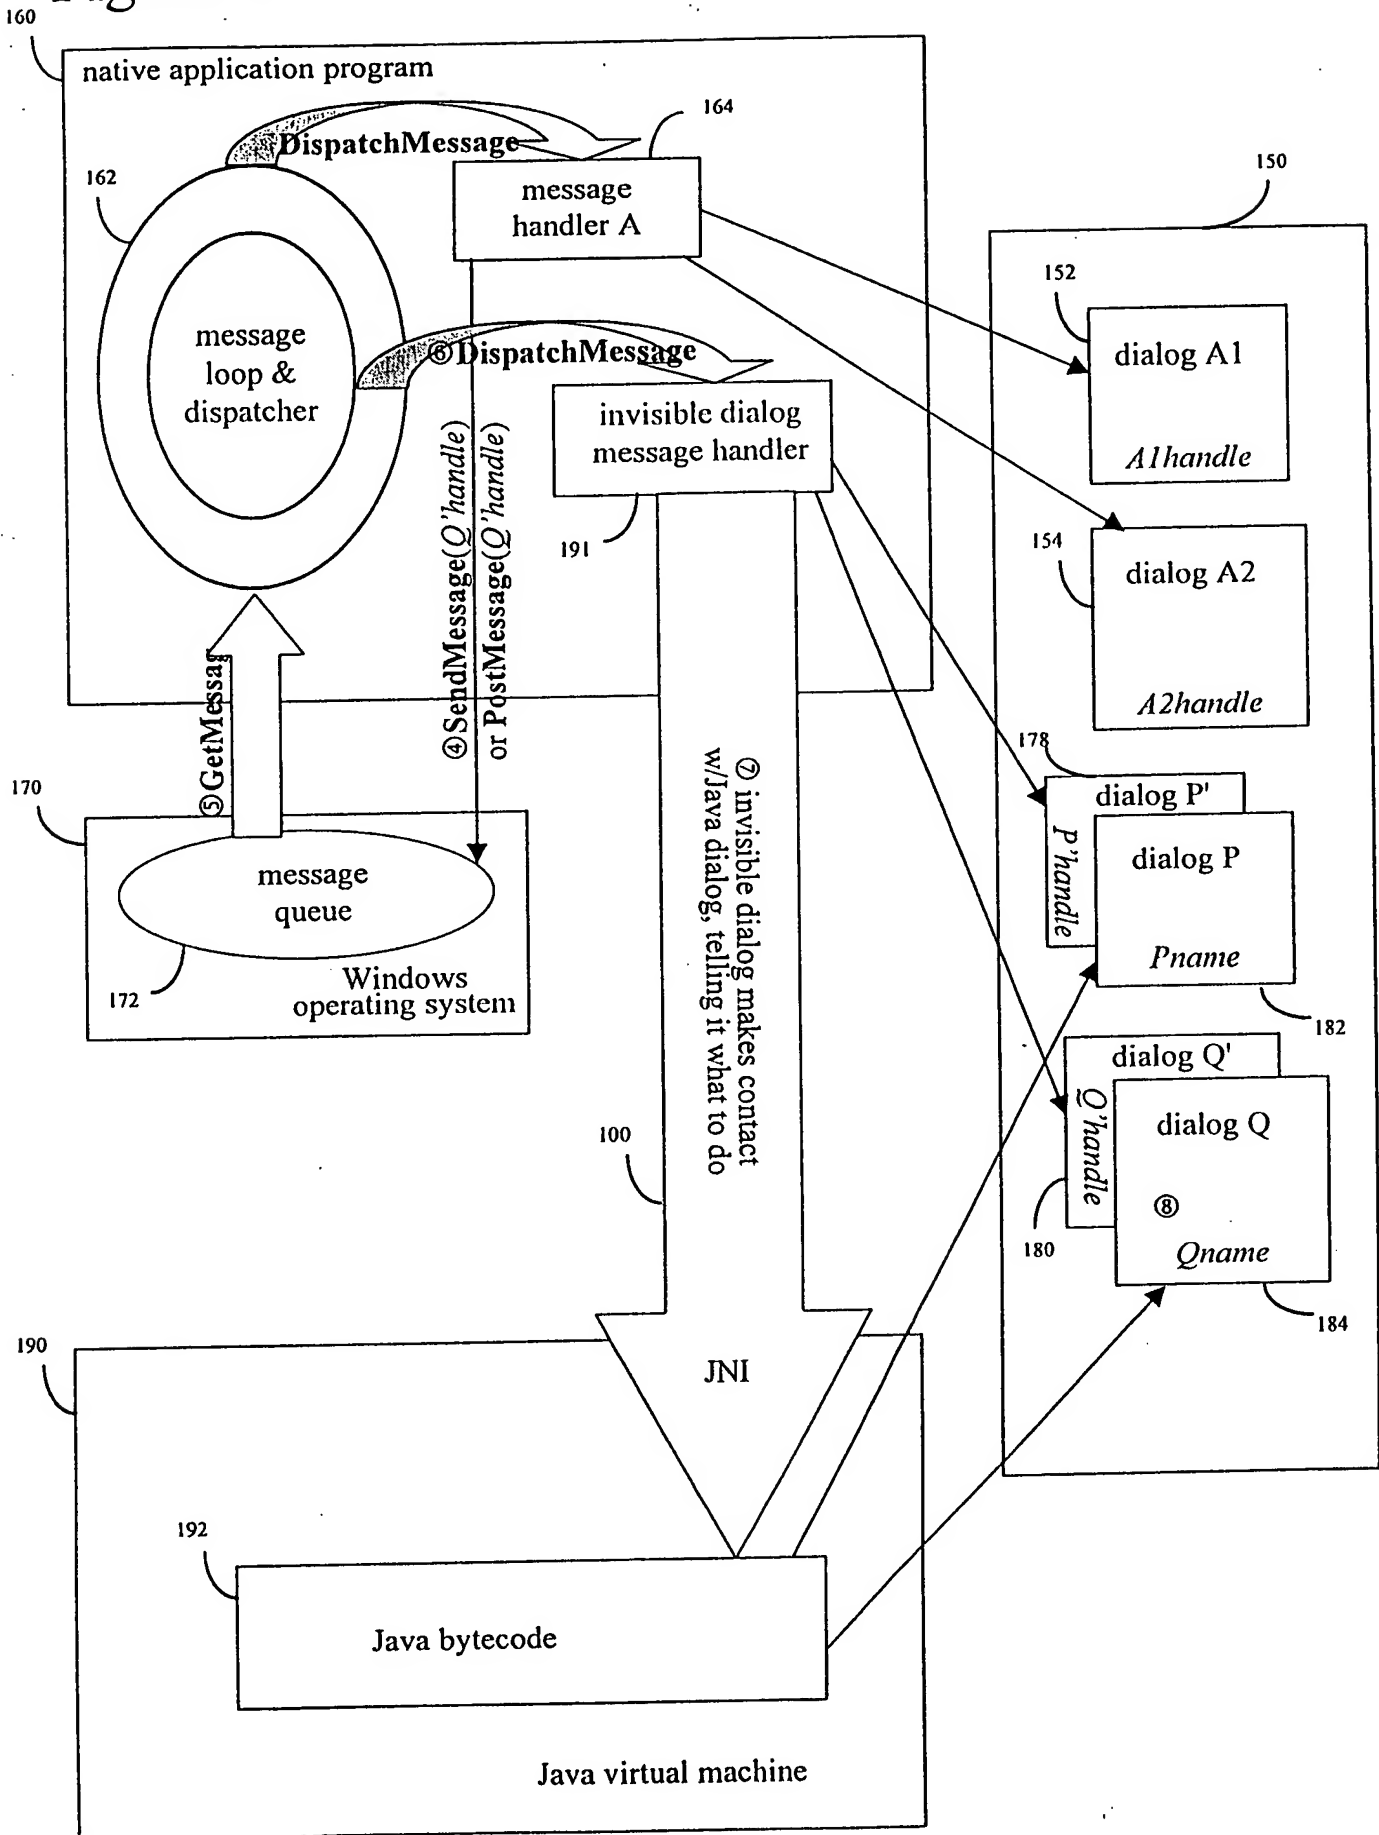 160
native application program
DispatchMessage
164
162
message
handler A
150
152
message
loop &
dispatcher
⑥DispatchMessage
dialog A1
A1handle
invisible dialog
message handler
191
④SendMessage(Q'handle)
or PostMessage(Q'handle)
154
dialog A2
A2handle
⑤GetMessag
170
message
queue
172
Windows
operating system
⑦ invisible dialog makes contact
w/Java dialog, telling it what to do
178
dialog P'
P'handle
dialog P
Pname
182
dialog Q'
Q'handle
dialog Q
⑧
Qname
180
184
100
190
JNI
192
Java bytecode
Java virtual machine